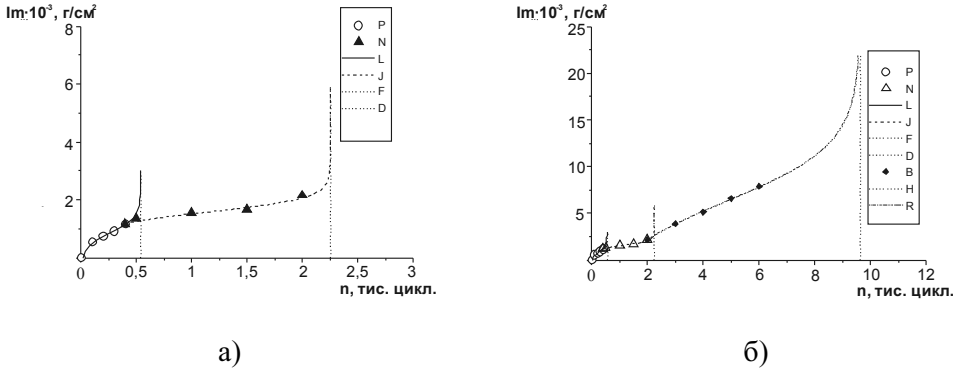 Im·10⁻³, г/см²
8
6
4
2
0
0 0,5 1 1,5 2 2,5 3
n, тис. цикл.
P
N
L
J
F
D
а)
Im·10⁻³, г/см²
25
20
15
10
5
0
0 2 4 6 8 10 12
n, тис. цикл.
P
N
L
J
F
D
B
H
R
б)